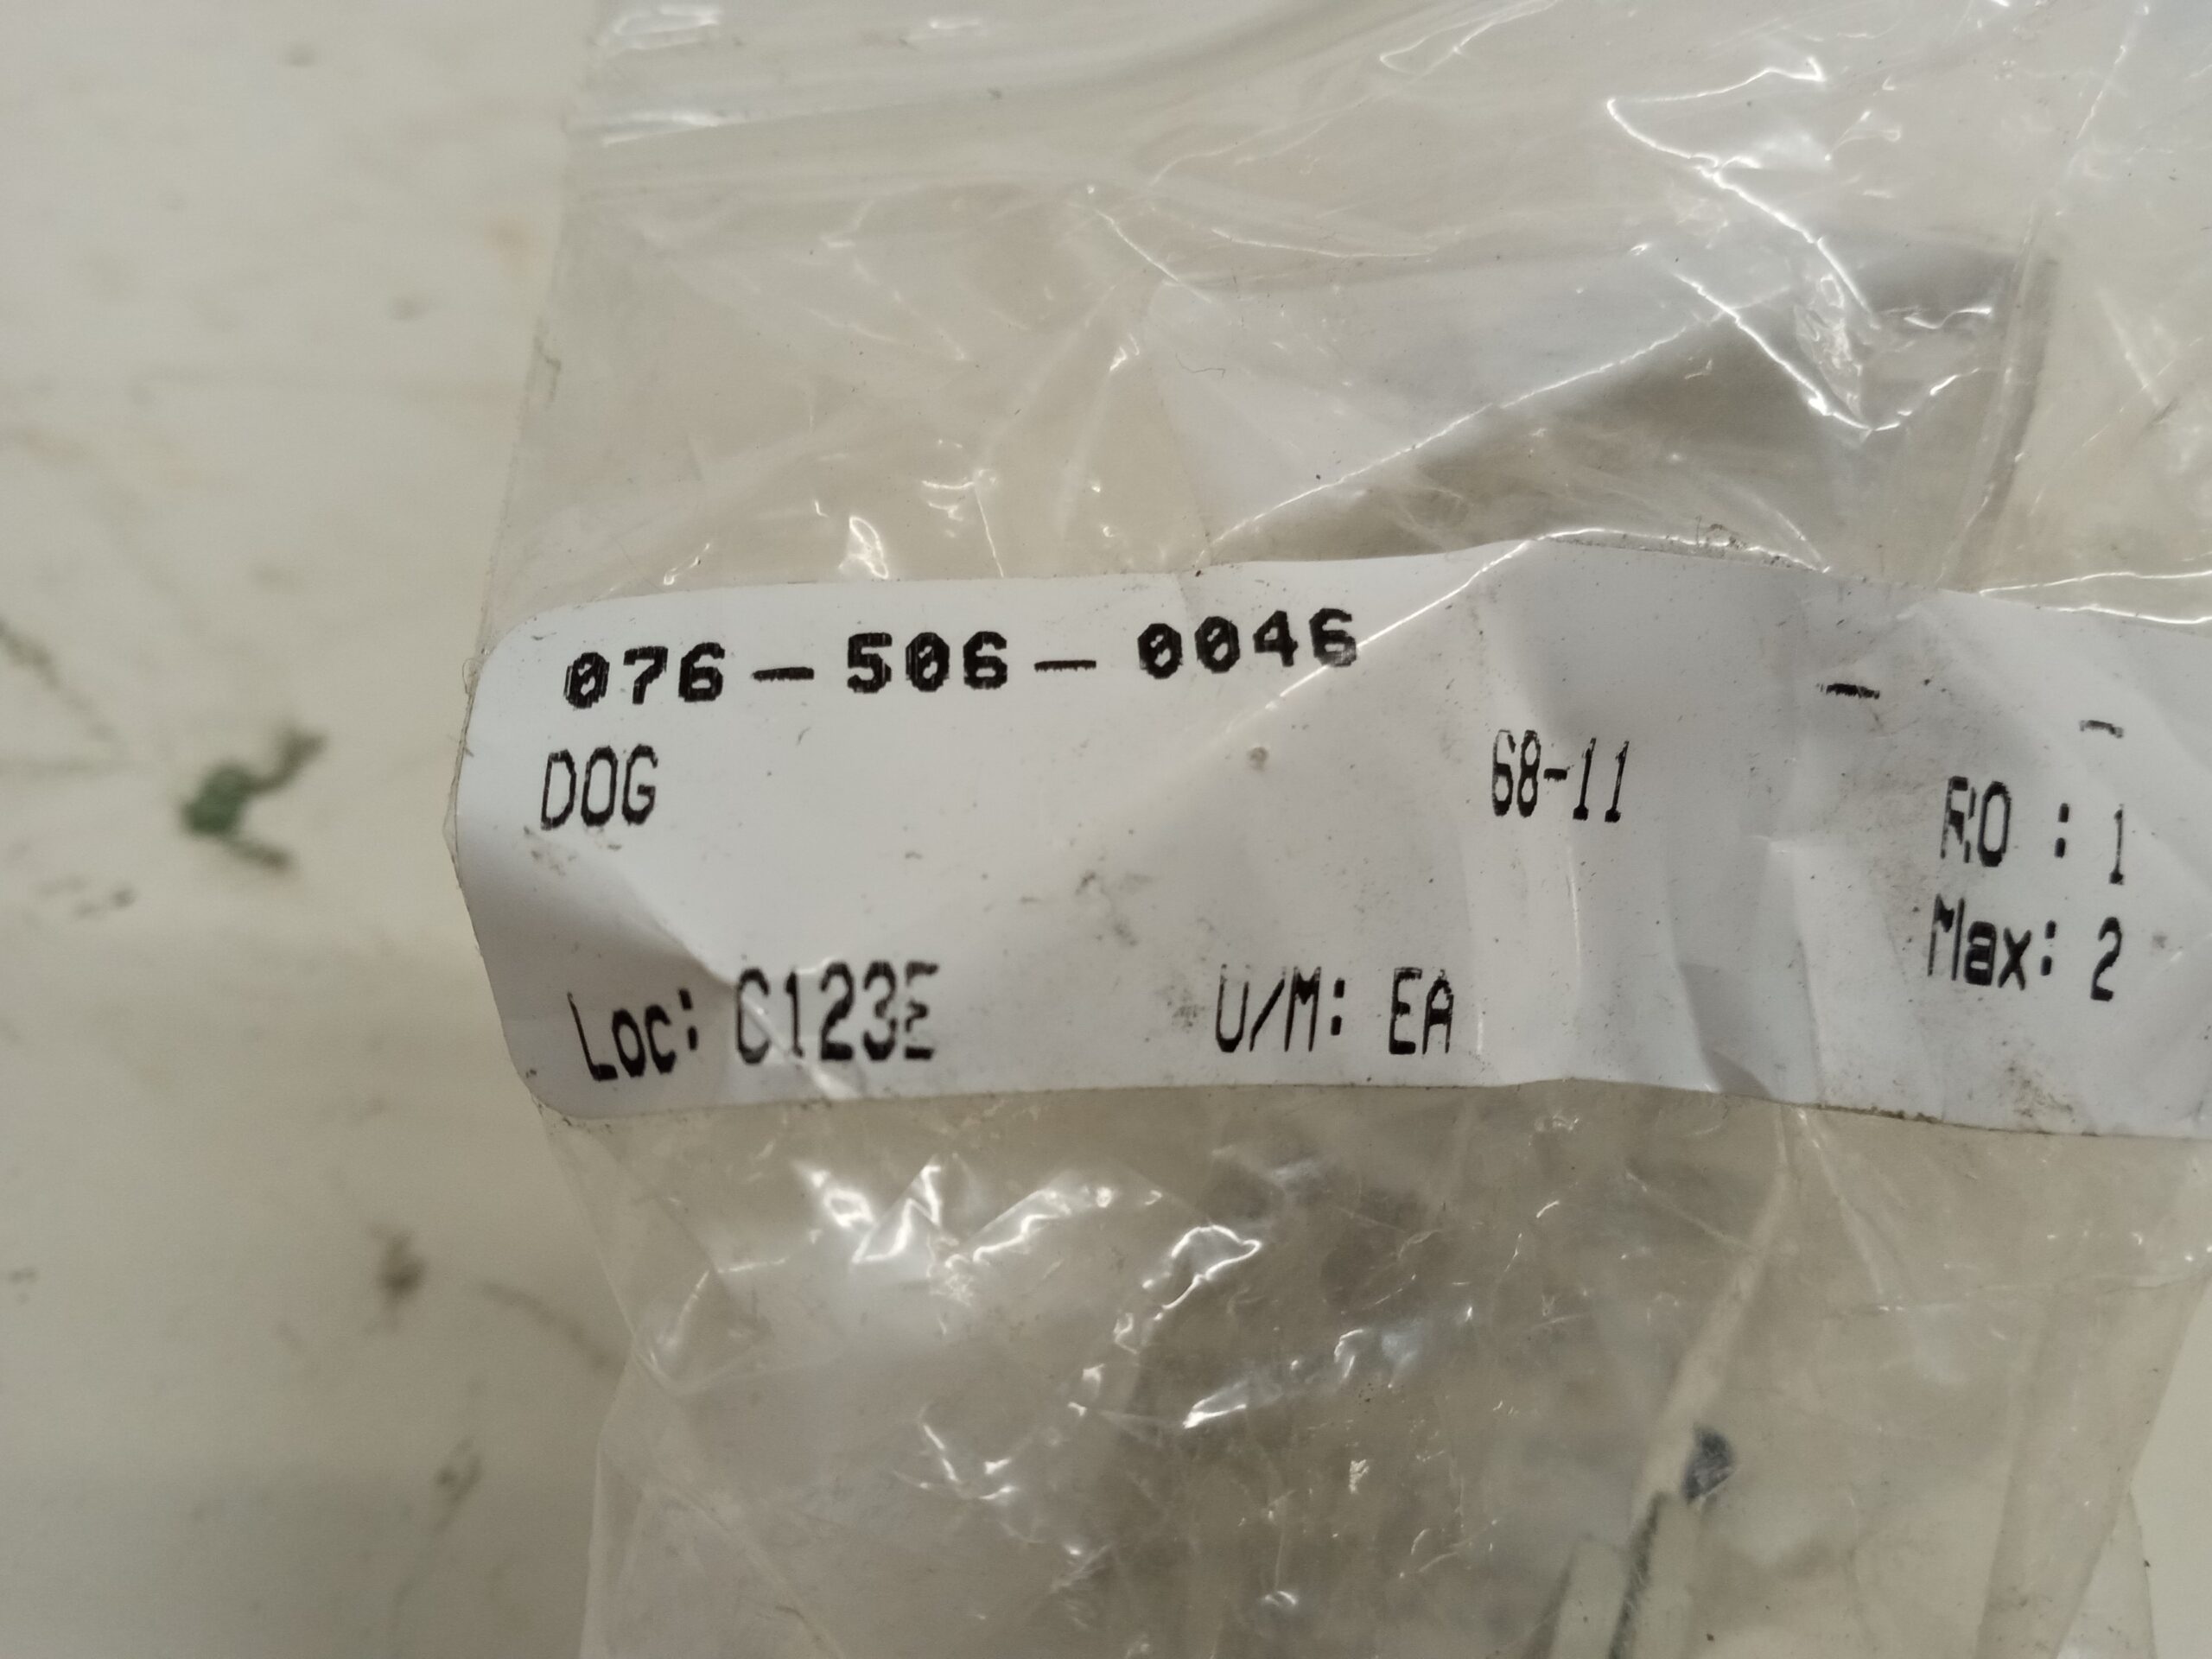 076-506-0046 - -
DOG 68-11 RO : 1
Max: 2
Loc: C123E U/M: EA